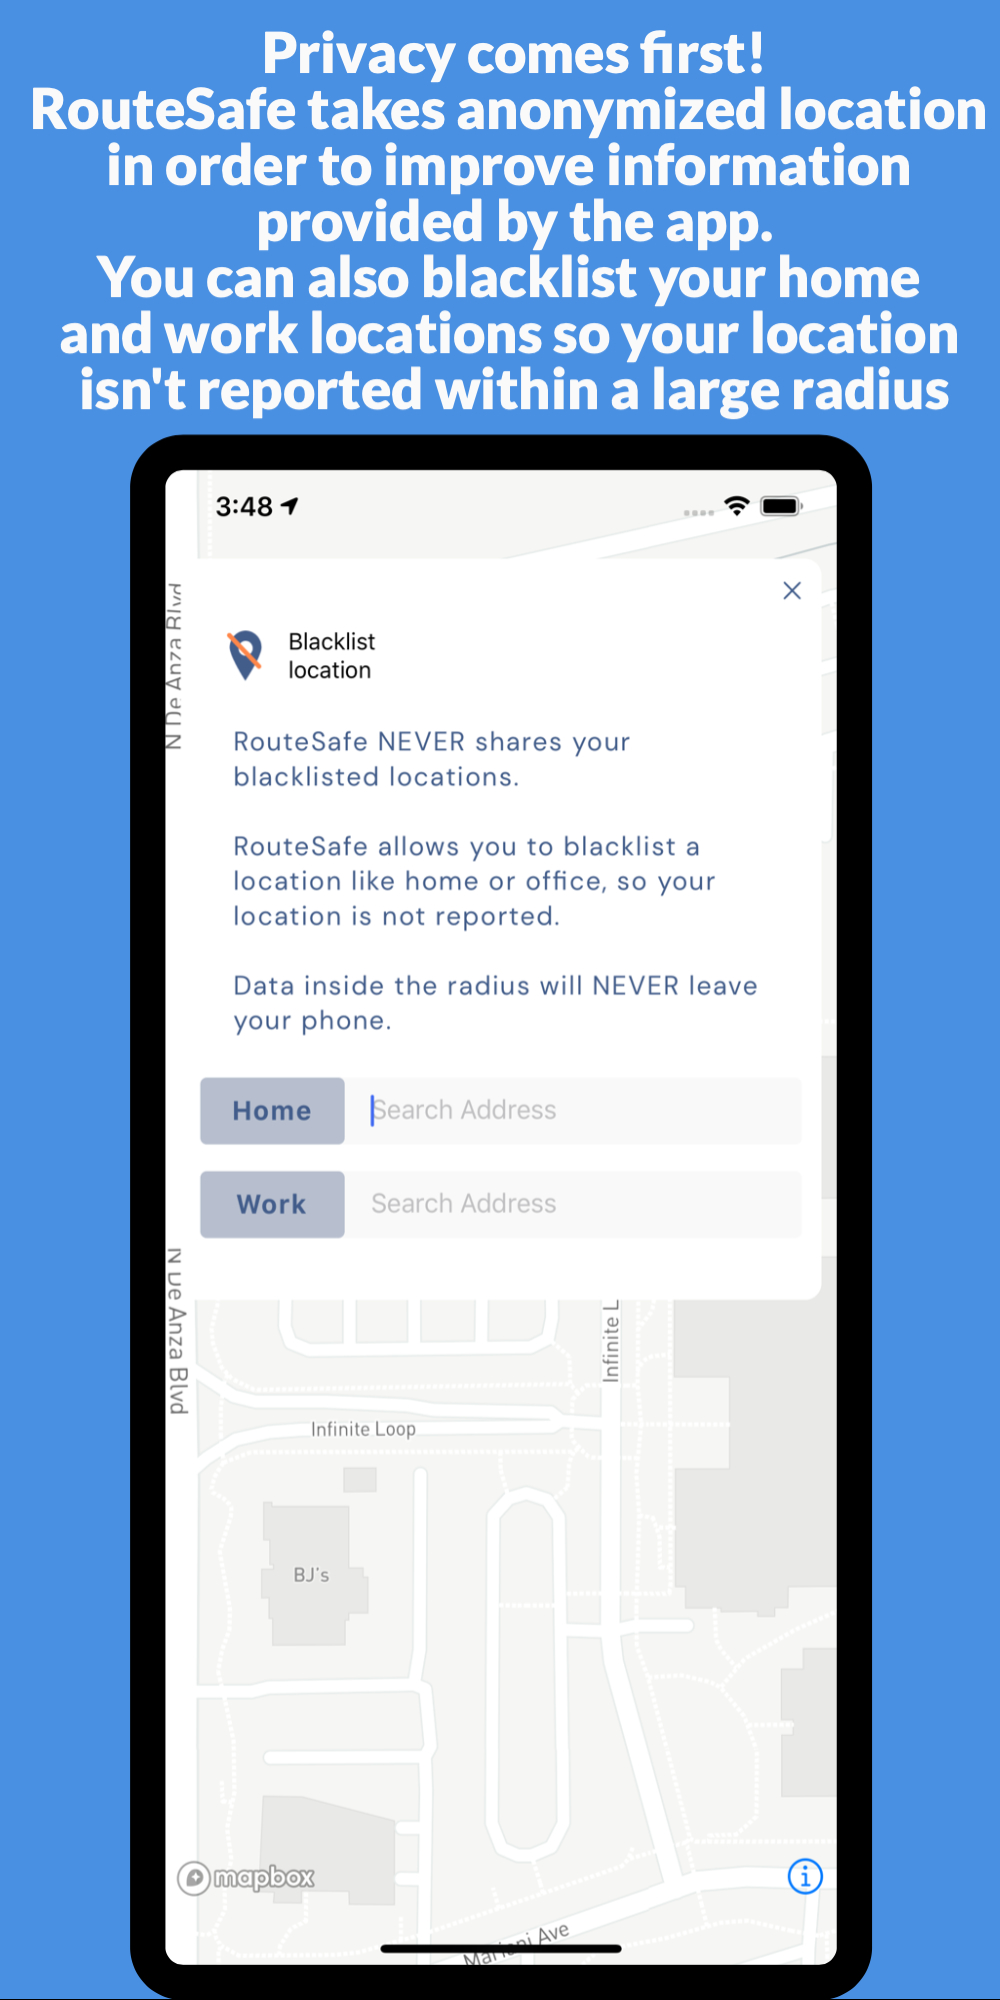 Privacy comes first!
RouteSafe takes anonymized location
in order to improve information
provided by the app.
You can also blacklist your home
and work locations so your location
isn't reported within a large radius
3:48
N De Anza Blvd
Blacklist
location
RouteSafe NEVER shares your
blacklisted locations.
RouteSafe allows you to blacklist a
location like home or office, so your
location is not reported.
Data inside the radius will NEVER leave
your phone.
Home
Search Address
Work
Search Address
N De Anza Blvd
Infinite L
Infinite Loop
BJ's
mapbox
Mariani Ave